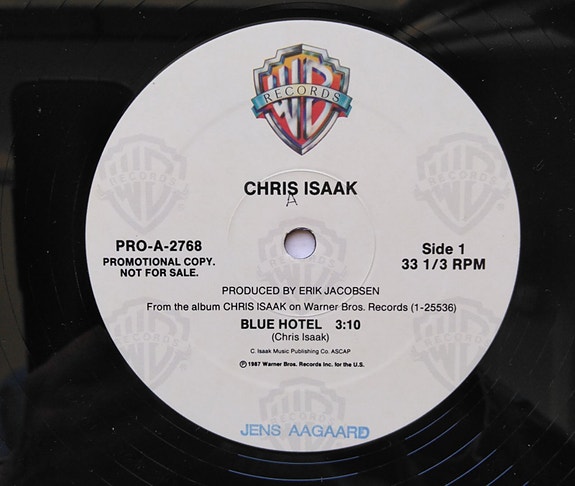 WB
RECORDS
CHRIS ISAAK
A
PRO-A-2768
PROMOTIONAL COPY.
NOT FOR SALE.
Side 1
33 1/3 RPM
PRODUCED BY ERIK JACOBSEN
From the album CHRIS ISAAK on Warner Bros. Records (1-25536)
BLUE HOTEL 3:10
(Chris Isaak)
C. Isaak Music Publishing Co. ASCAP
℗ 1987 Warner Bros. Records Inc. for the U.S.
JENS AAGAARD